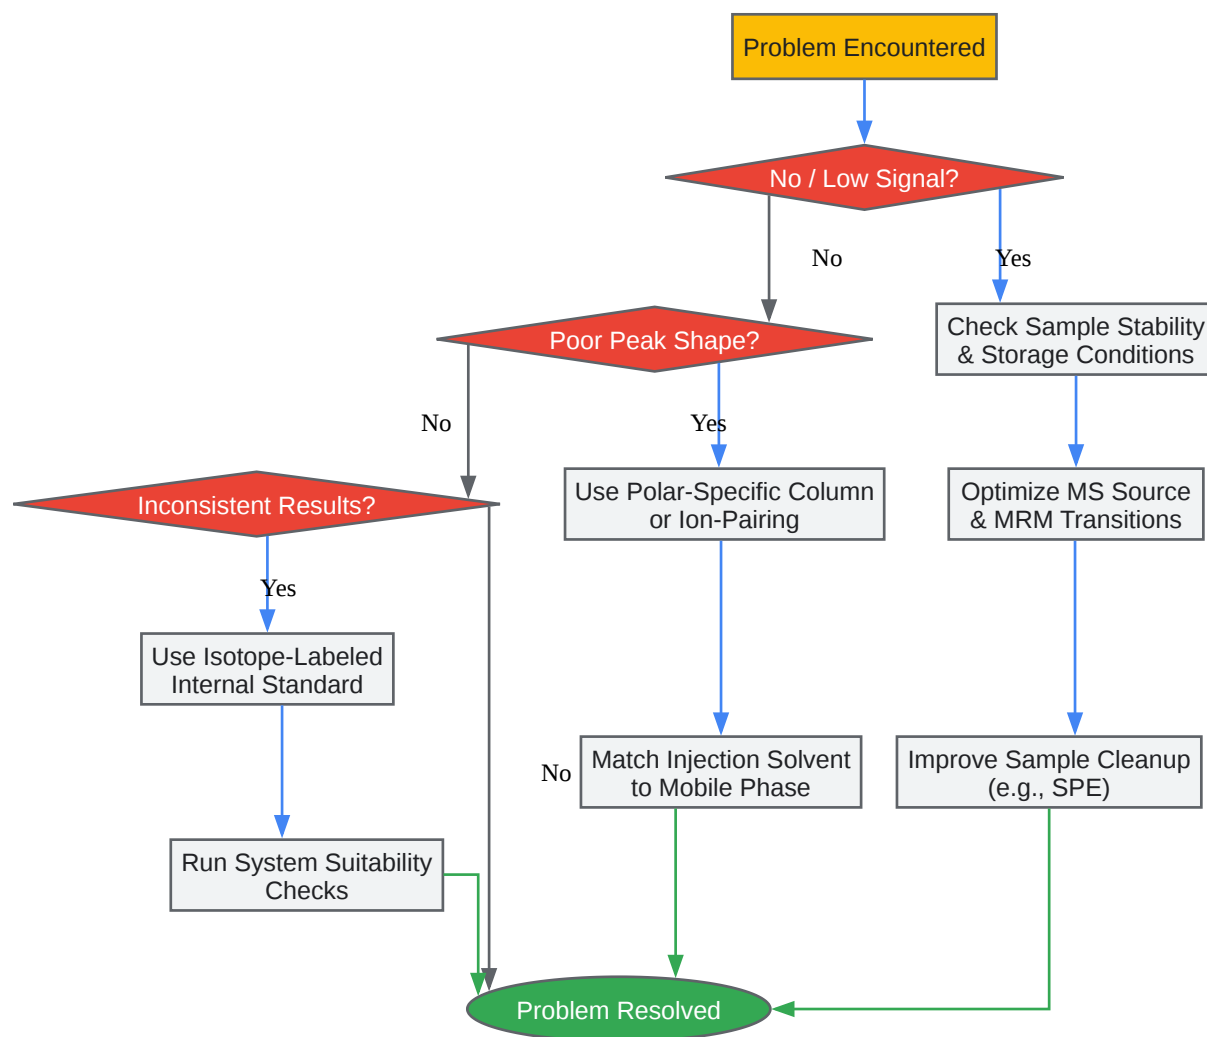 Problem Encountered
No / Low Signal?
No
Yes
Poor Peak Shape?
Check Sample Stability
& Storage Conditions
No
Yes
Inconsistent Results?
Use Polar-Specific Column
or Ion-Pairing
Optimize MS Source
& MRM Transitions
Yes
Use Isotope-Labeled
Internal Standard
No
Match Injection Solvent
to Mobile Phase
Improve Sample Cleanup
(e.g., SPE)
Run System Suitability
Checks
Problem Resolved